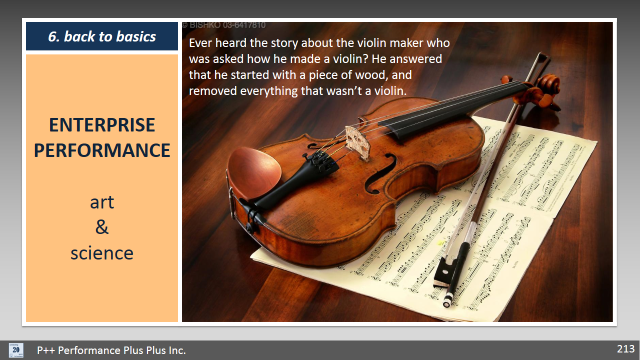 © BISHKO 03-6417810
6. back to basics
ENTERPRISE
PERFORMANCE
art
&
science
Ever heard the story about the violin maker who
was asked how he made a violin? He answered
that he started with a piece of wood, and
removed everything that wasn’t a violin.
20
P++ Performance Plus Plus Inc.
213